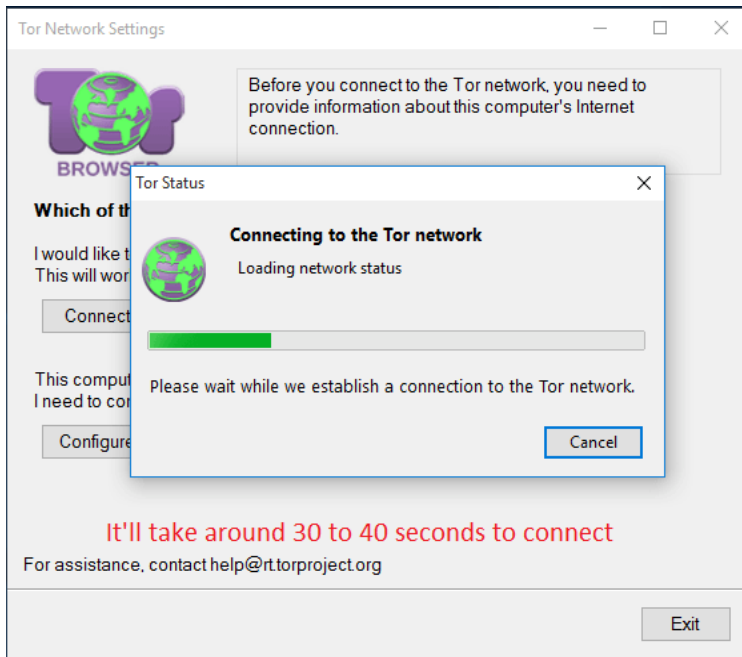 Tor Network Settings
Tor
BROWS
Before you connect to the Tor network, you need to
provide information about this computer's Internet
connection.
Tor Status
Connecting to the Tor network
Loading network status
Please wait while we establish a connection to the Tor network.
Cancel
Which of th
I would like t
This will wor
Connect
This comput
I need to cor
Configure
It'll take around 30 to 40 seconds to connect
For assistance, contact help@rt.torproject.org
Exit